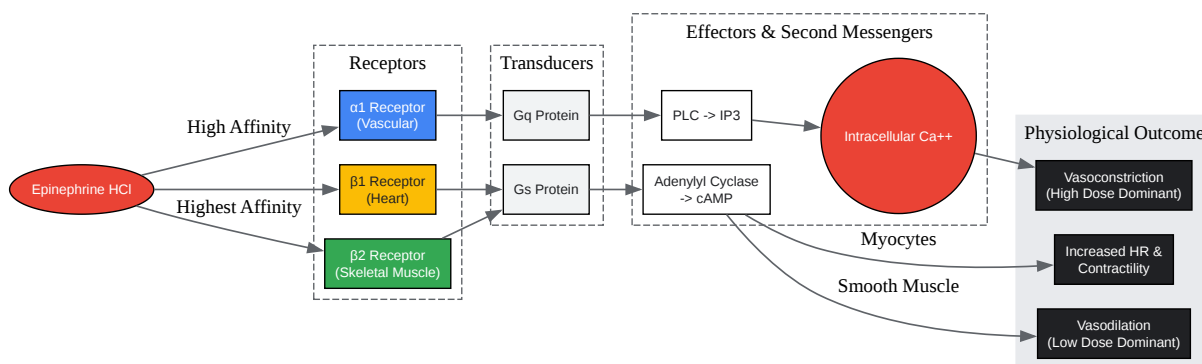 Effectors & Second Messengers
Receptors
Transducers
Physiological Outcome
α1 Receptor
(Vascular)
Gq Protein
PLC -> IP3
Intracellular Ca++
High Affinity
Epinephrine HCl
β1 Receptor
(Heart)
Gs Protein
Adenylyl Cyclase
-> cAMP
Vasoconstriction
(High Dose Dominant)
Highest Affinity
β2 Receptor
(Skeletal Muscle)
Myocytes
Increased HR &
Contractility
Smooth Muscle
Vasodilation
(Low Dose Dominant)